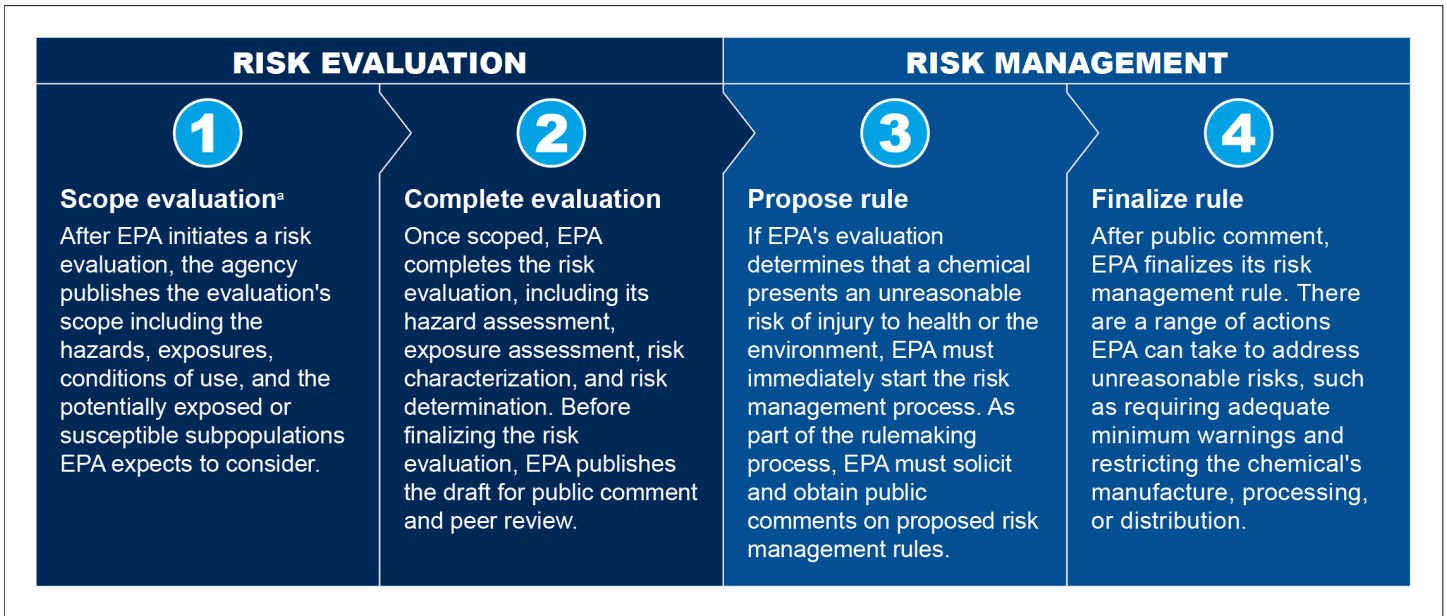 RISK EVALUATION
RISK MANAGEMENT
1
Scope evaluationª
After EPA initiates a risk
evaluation, the agency
publishes the evaluation's
scope including the
hazards, exposures,
conditions of use, and the
potentially exposed or
susceptible subpopulations
EPA expects to consider.
2
Complete evaluation
Once scoped, EPA
completes the risk
evaluation, including its
hazard assessment,
exposure assessment, risk
characterization, and risk
determination. Before
finalizing the risk
evaluation, EPA publishes
the draft for public comment
and peer review.
3
Propose rule
If EPA's evaluation
determines that a chemical
presents an unreasonable
risk of injury to health or the
environment, EPA must
immediately start the risk
management process. As
part of the rulemaking
process, EPA must solicit
and obtain public
comments on proposed risk
management rules.
4
Finalize rule
After public comment,
EPA finalizes its risk
management rule. There
are a range of actions
EPA can take to address
unreasonable risks, such
as requiring adequate
minimum warnings and
restricting the chemical's
manufacture, processing,
or distribution.